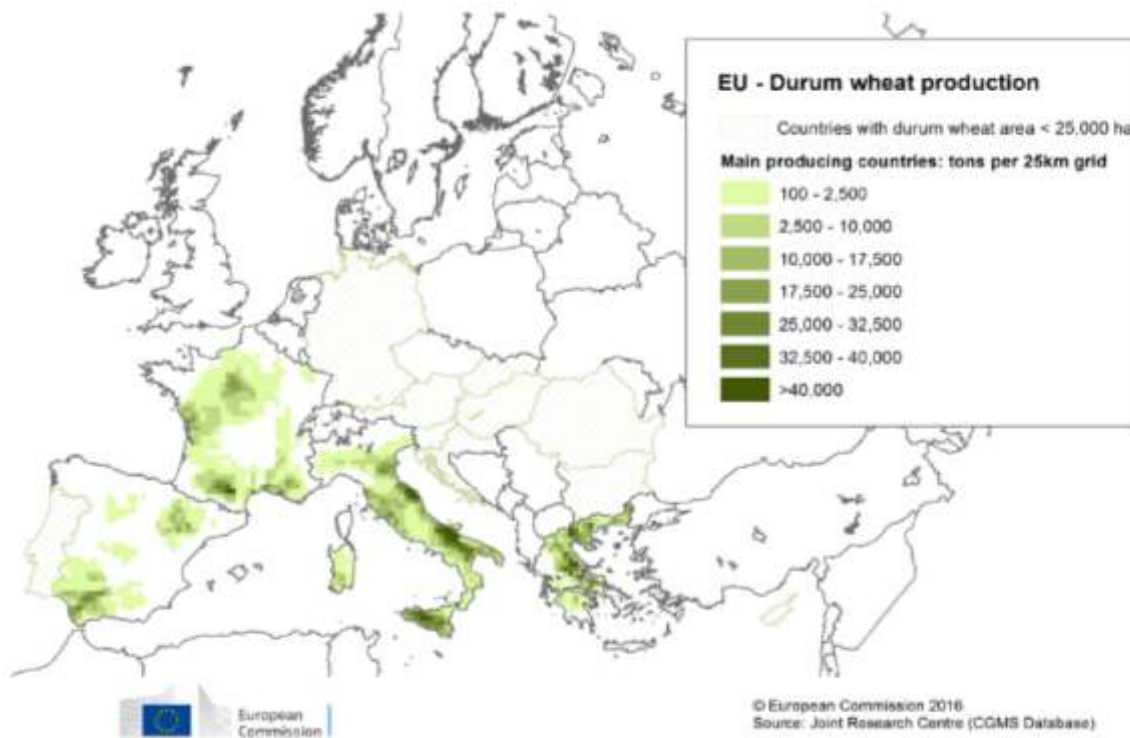 EU - Durum wheat production
Countries with durum wheat area < 25.000 ha
Main producing countries: tons per 25km grid
100 - 2,500
2,500 - 10,000
10,000 - 17,500
17,500 - 25,000
25,000 - 32,500
32,500 - 40,000
>40.000
European
Commission
© European Commission 2016
Source: Joint Research Centre (CGMS Database)